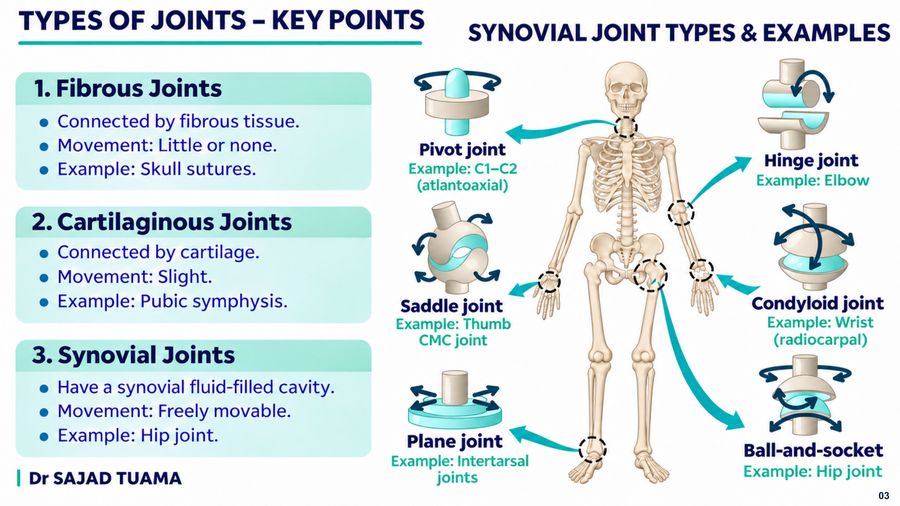 TYPES OF JOINTS – KEY POINTS
1. Fibrous Joints
• Connected by fibrous tissue.
• Movement: Little or none.
• Example: Skull sutures.
2. Cartilaginous Joints
• Connected by cartilage.
• Movement: Slight.
• Example: Pubic symphysis.
3. Synovial Joints
• Have a synovial fluid-filled cavity.
• Movement: Freely movable.
• Example: Hip joint.
Dr SAJAD TUAMA
SYNOVIAL JOINT TYPES & EXAMPLES
Pivot joint
Example: C1–C2
(atlantoaxial)
Hinge joint
Example: Elbow
Saddle joint
Example: Thumb
CMC joint
Condyloid joint
Example: Wrist
(radiocarpal)
Plane joint
Example: Intertarsal
joints
Ball-and-socket
Example: Hip joint
03